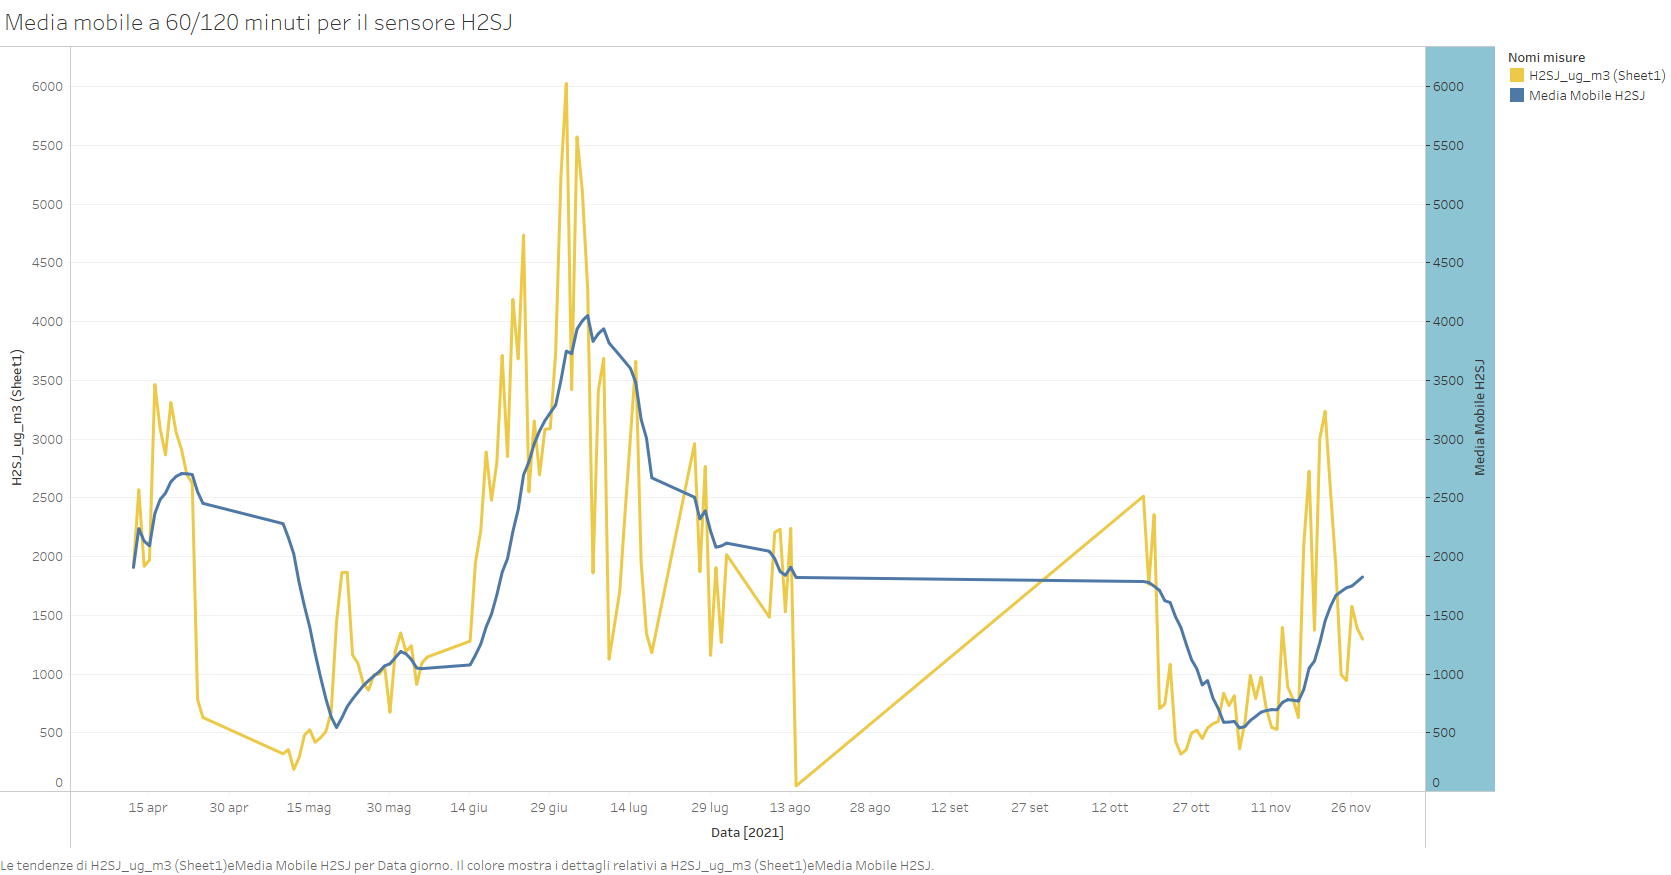 Media mobile a 60/120 minuti per il sensore H2SJ
Nomi misure
H2SJ_ug_m3 (Sheet1)
Media Mobile H2SJ
H2SJ_ug_m3 (Sheet1)
6000
5500
5000
4500
4000
3500
3000
2500
2000
1500
1000
500
0
6000
5500
5000
4500
4000
3500
3000
2500
2000
1500
1000
500
0
Media Mobile H2SJ
15 apr
30 apr
15 mag
30 mag
14 giu
29 giu
14 lug
29 lug
13 ago
28 ago
12 set
27 set
12 ott
27 ott
11 nov
26 nov
Data [2021]
Le tendenze di H2SJ_ug_m3 (Sheet1)eMedia Mobile H2SJ per Data giorno. Il colore mostra i dettagli relativi a H2SJ_ug_m3 (Sheet1)eMedia Mobile H2SJ.